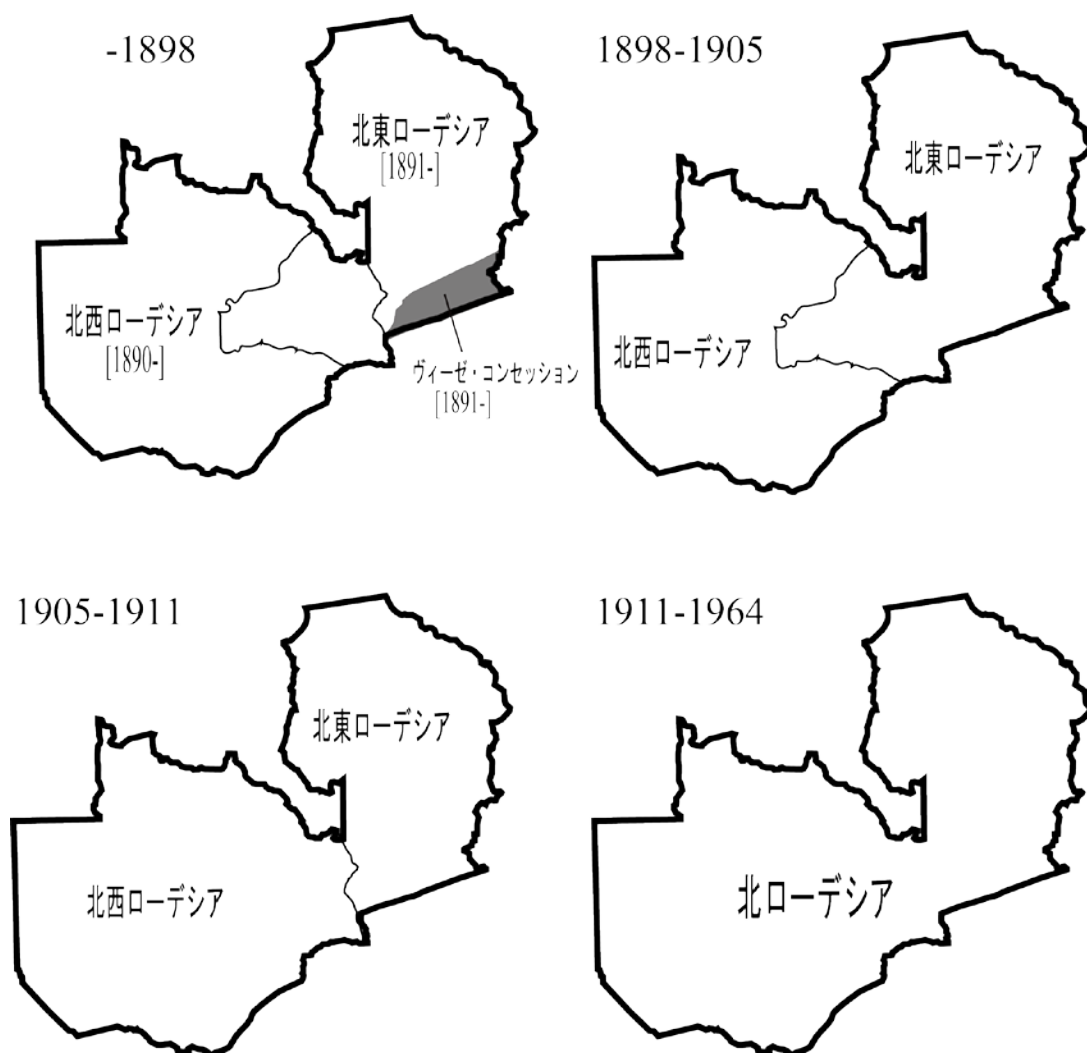 -1898
北東ローデシア
[1891-]
北西ローデシア
[1890-]
ヴィーゼ・コンセッション
[1891-]
1898-1905
北東ローデシア
北西ローデシア
1905-1911
北東ローデシア
北西ローデシア
1911-1964
北ローデシア